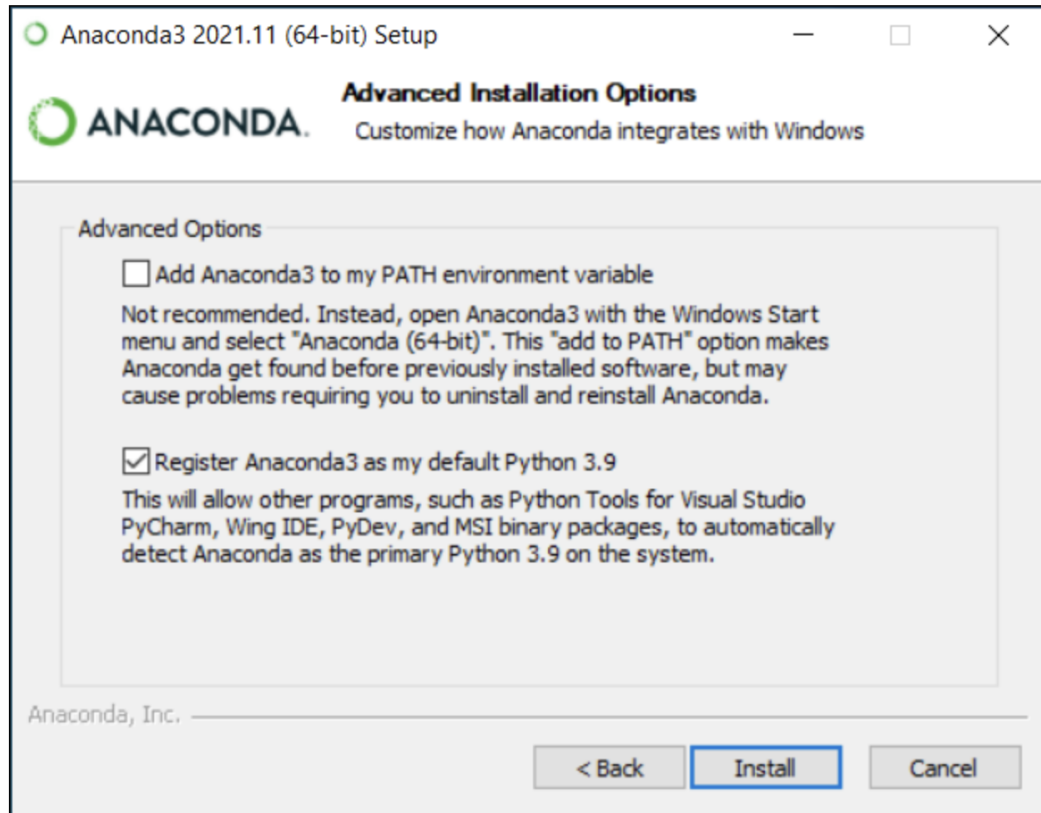 Anaconda3 2021.11 (64-bit) Setup
ANACONDA.
Advanced Installation Options
Customize how Anaconda integrates with Windows
Advanced Options
Add Anaconda3 to my PATH environment variable
Not recommended. Instead, open Anaconda3 with the Windows Start
menu and select "Anaconda (64-bit)". This "add to PATH" option makes
Anaconda get found before previously installed software, but may
cause problems requiring you to uninstall and reinstall Anaconda.
Register Anaconda3 as my default Python 3.9
This will allow other programs, such as Python Tools for Visual Studio
PyCharm, Wing IDE, PyDev, and MSI binary packages, to automatically
detect Anaconda as the primary Python 3.9 on the system.
Anaconda, Inc.
< Back Install Cancel